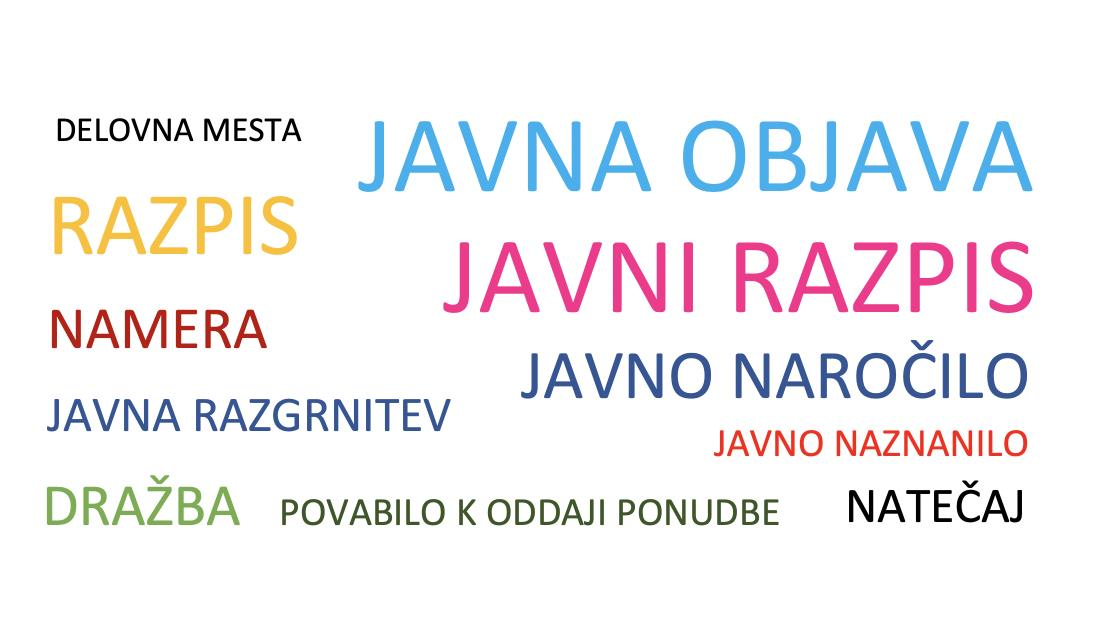 DELOVNA MESTA
JAVNA OBJAVA
RAZPIS
JAVNI RAZPIS
NAMERA
JAVNO NAROČILO
JAVNA RAZGRNITEV
JAVNO NAZNANILO
DRAŽBA
POVABILO K ODDAJI PONUDBE
NATEČAJ